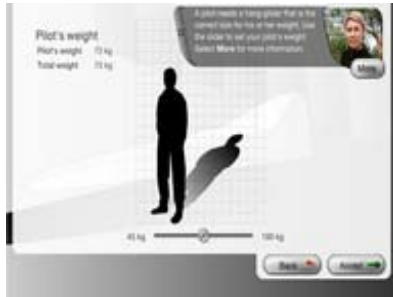 A pilot needs a hang glider that is the
correct size for his or her weight. Use
the slider to set your pilot's weight.
Select More for more information.
More
Pilot's weight
Pilot's weight 73 kg
Total weight 73 kg
45 kg 100 kg
Back Accept